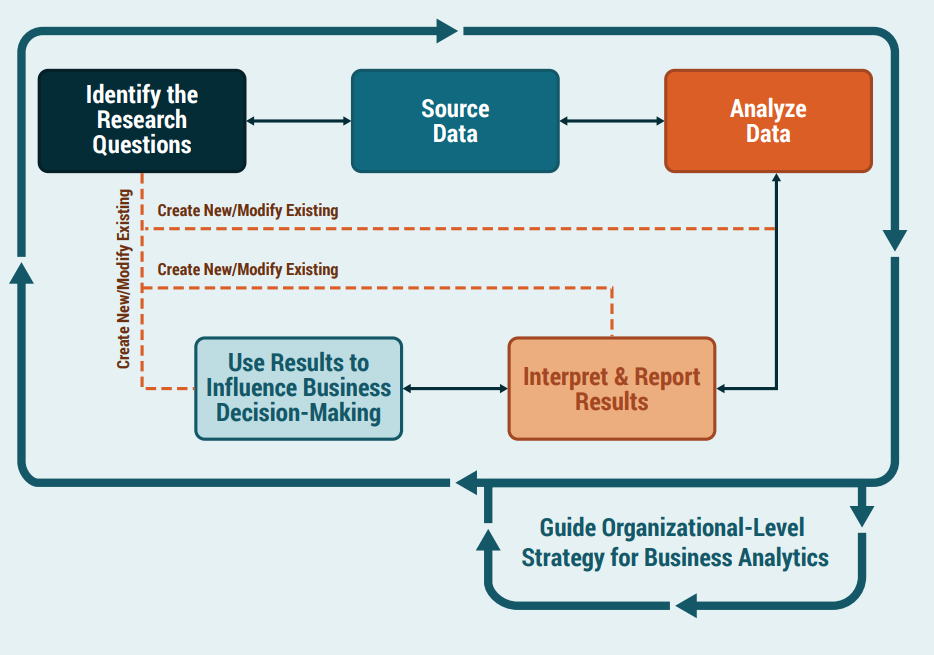 Identify the
Research
Questions
Source
Data
Analyze
Data
Create New/Modify Existing
Create New/Modify Existing
Create New/Modify Existing
Use Results to
Influence Business
Decision-Making
Interpret & Report
Results
Guide Organizational-Level
Strategy for Business Analytics